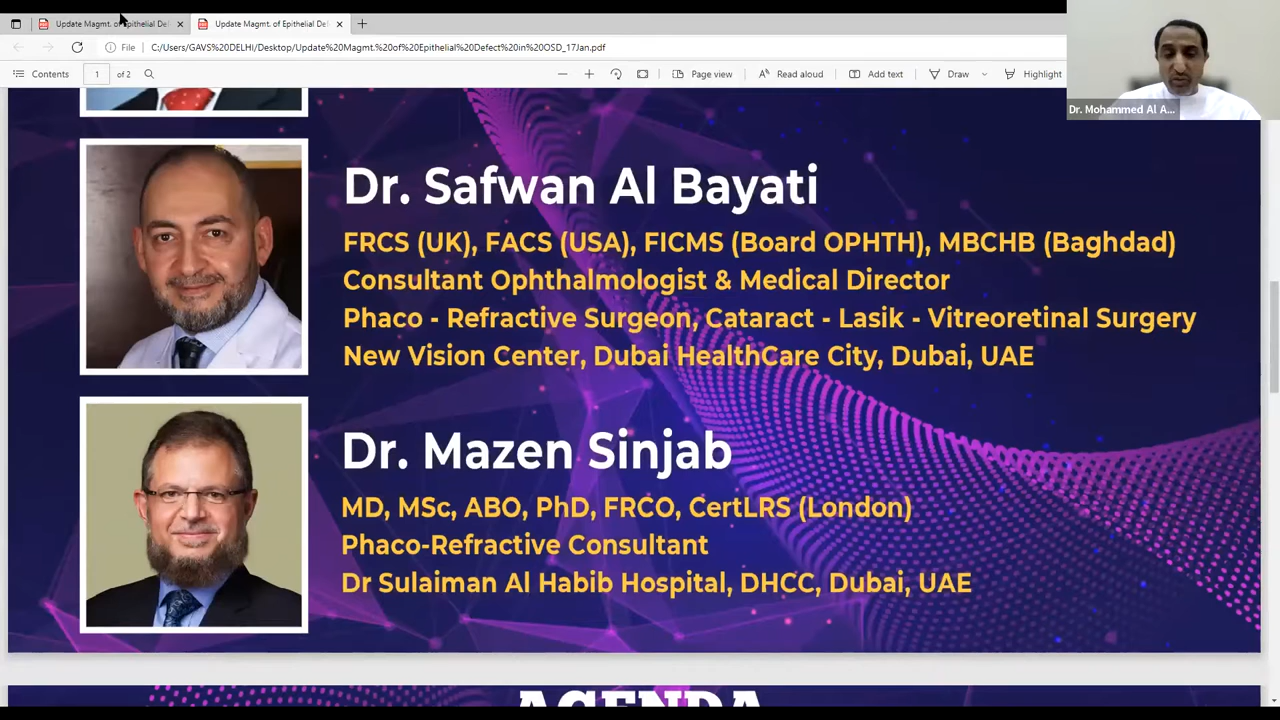 Update Magmt. of Epithelial De
Update Magmt. of Epithelial De
File
C:/Users/GAVS%20DELHI/Desktop/Update%20Magmt.%20of%20Epithelial%20Defect%20in%20OSD_17Jan.pdf
Contents
1 of 2
Page view
Read aloud
Add text
Draw
Highlight
Dr. Mohammed Al A...
Dr. Safwan Al Bayati
FRCS (UK), FACS (USA), FICMS (Board OPHTH), MBCHB (Baghdad)
Consultant Ophthalmologist & Medical Director
Phaco - Refractive Surgeon, Cataract - Lasik - Vitreoretinal Surgery
New Vision Center, Dubai HealthCare City, Dubai, UAE
Dr. Mazen Sinjab
MD, MSc, ABO, PhD, FRCO, CertLRS (London)
Phaco-Refractive Consultant
Dr Sulaiman Al Habib Hospital, DHCC, Dubai, UAE
AGENDA